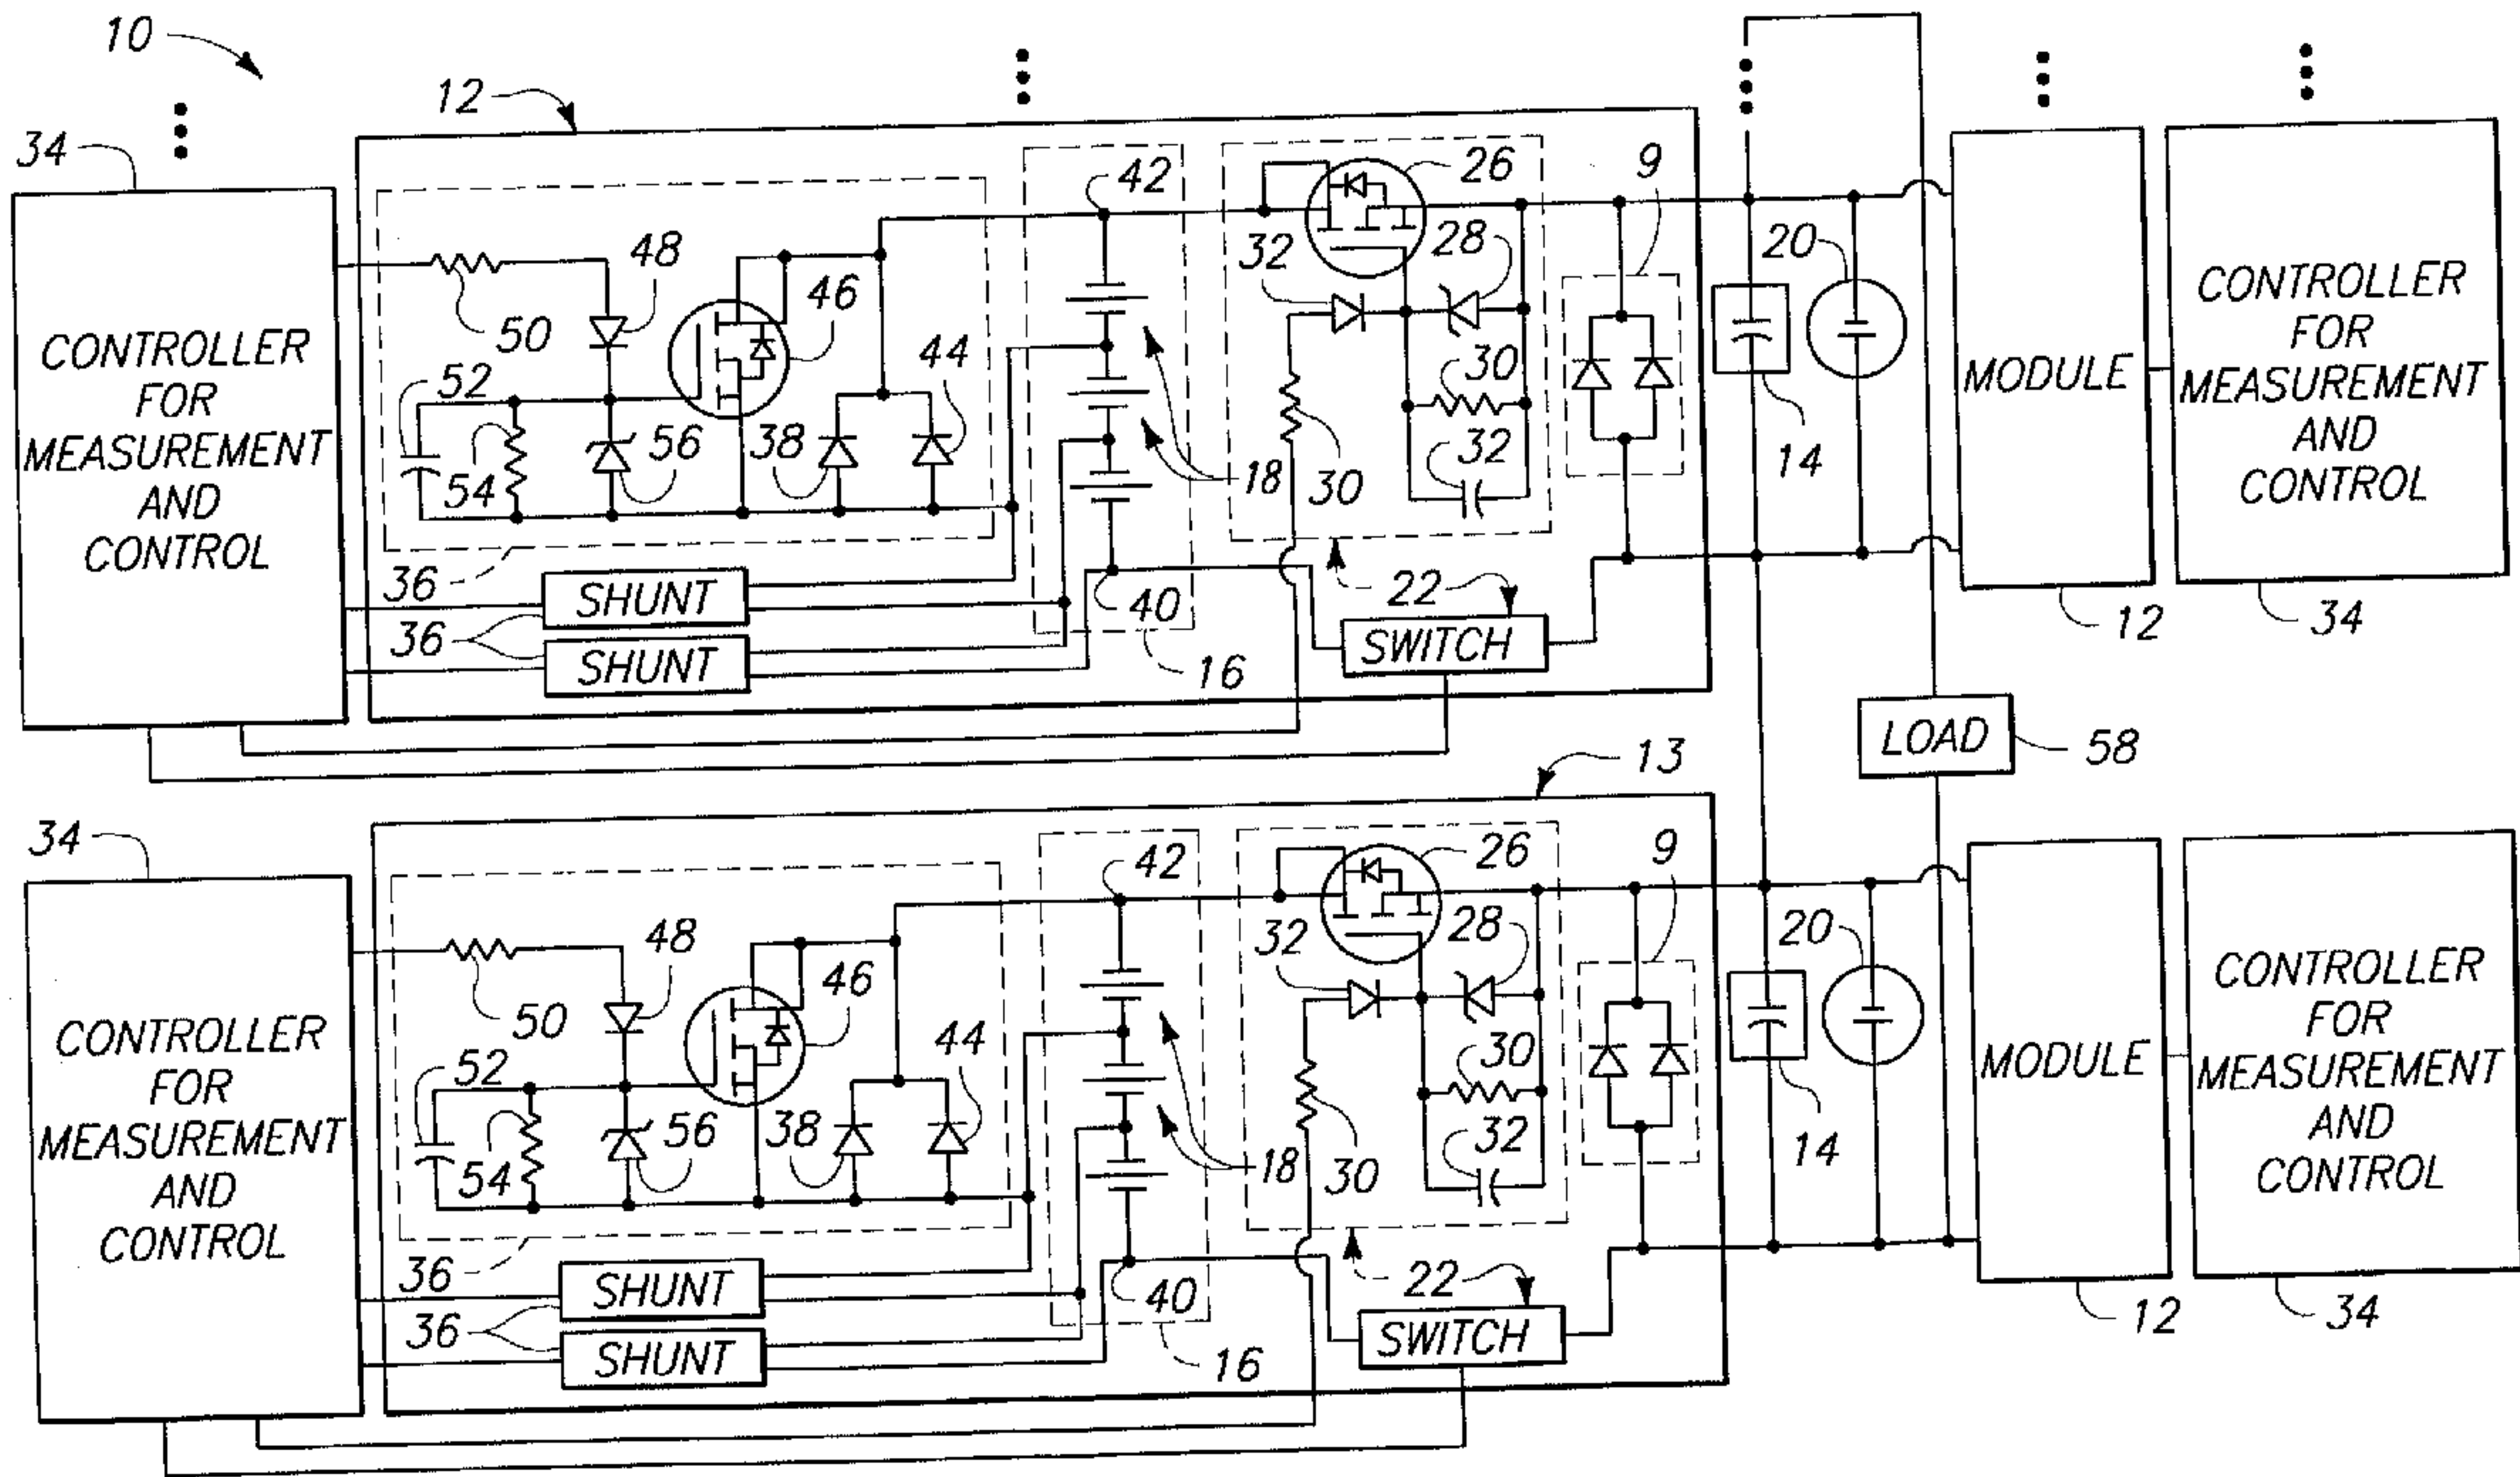 10
12
34
42
26
9
48
32
28
20
46
50
44
30
52
CONTROLLER
FOR
MEASUREMENT
AND
CONTROL
MODULE
CONTROLLER
FOR
MEASUREMENT
AND
CONTROL
56
38
32
54
18
30
14
36
SHUNT
40
22
12
34
36
SHUNT
16
SWITCH
LOAD
58
13
34
42
26
9
48
32
28
20
46
50
44
30
52
CONTROLLER
FOR
MEASUREMENT
AND
CONTROL
MODULE
CONTROLLER
FOR
MEASUREMENT
AND
CONTROL
56
38
32
54
18
30
14
36
SHUNT
40
22
12
34
36
SHUNT
16
SWITCH